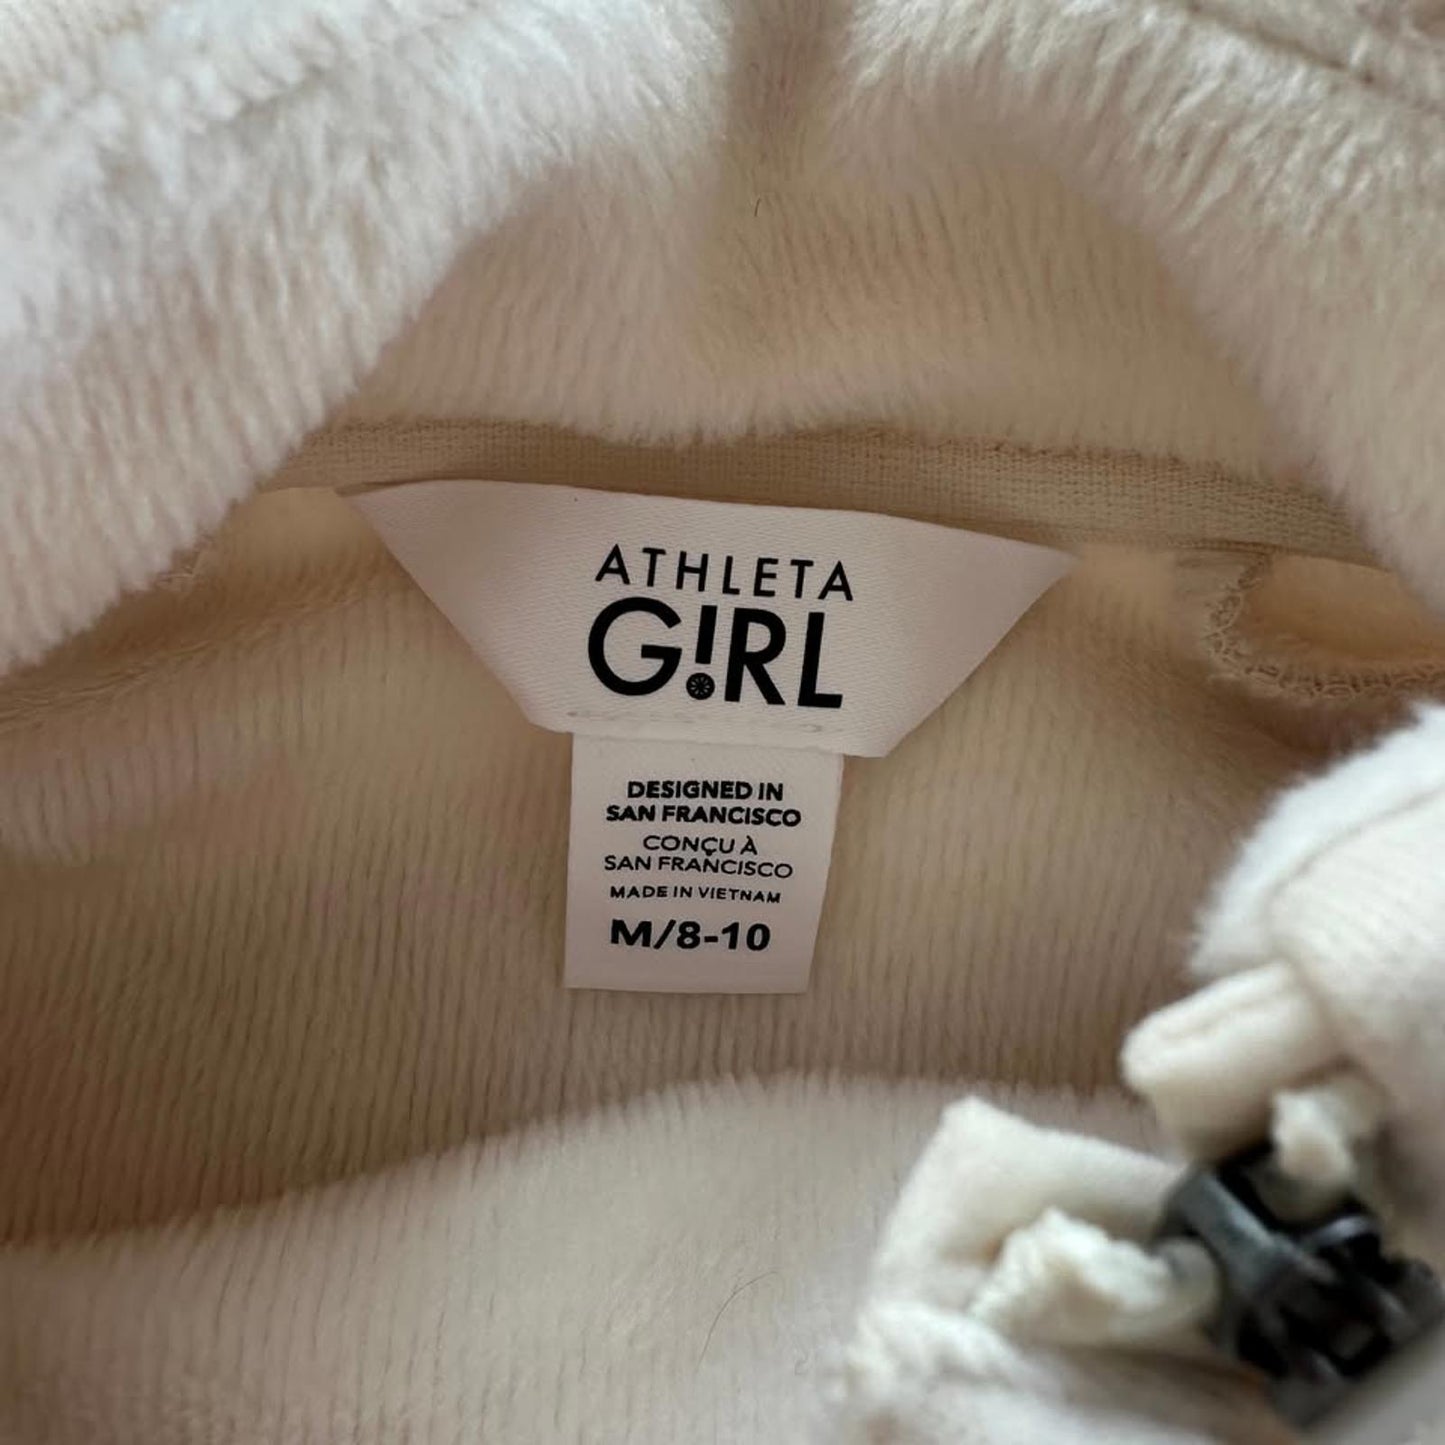 ATHLETA
G!RL
DESIGNED IN
SAN FRANCISCO
CONÇU À
SAN FRANCISCO
MADE IN VIETNAM
M/8-10